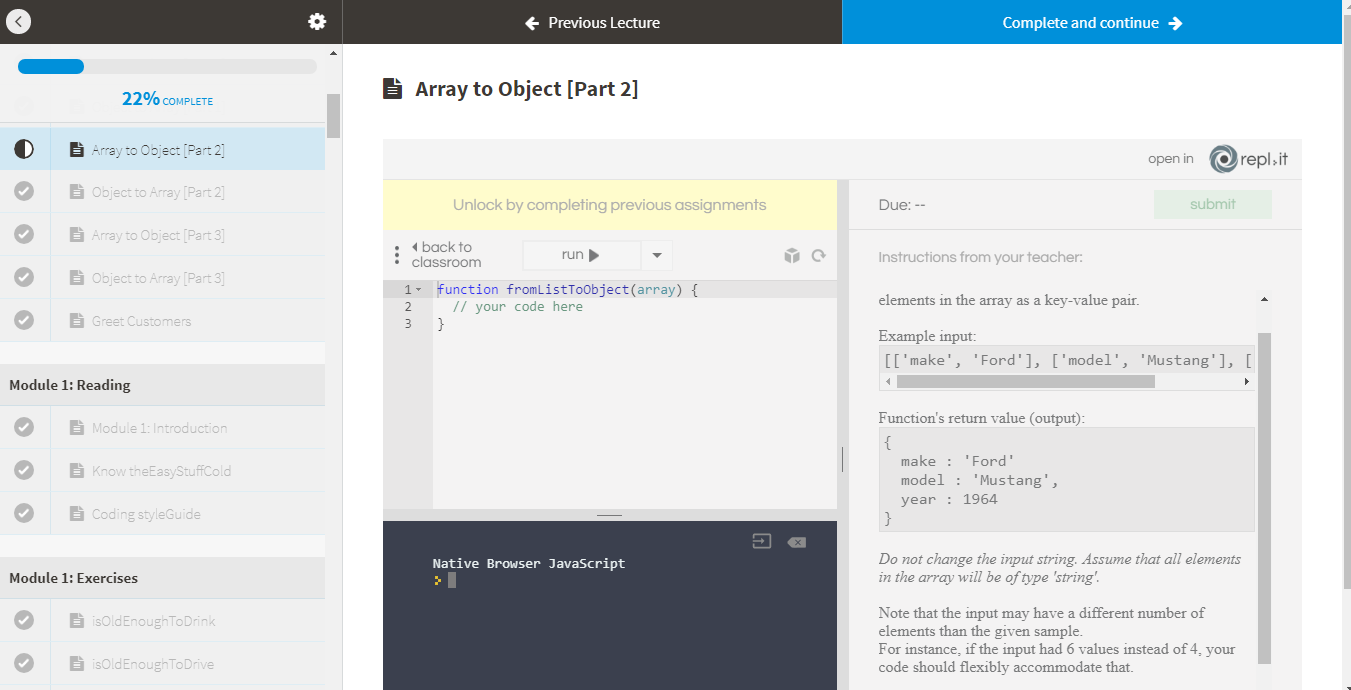 Previous Lecture
Complete and continue
22% COMPLETE
Array to Object [Part 2]
Object to Array [Part 2]
Array to Object [Part 3]
Object to Array [Part 3]
Greet Customers
Module 1: Reading
Module 1: Introduction
Know theEasyStuffCold
Coding styleGuide
Module 1: Exercises
isOldEnoughToDrink
isOldEnoughToDrive
Array to Object [Part 2]
open in repl.it
Unlock by completing previous assignments
back to
classroom
run
1 function fromListToObject(array) {
2 // your code here
3 }
Native Browser JavaScript
Due: --
submit
Instructions from your teacher:
elements in the array as a key-value pair.
Example input:
[['make', 'Ford'], ['model', 'Mustang'], [
Function's return value (output):
{
make : 'Ford'
model : 'Mustang',
year : 1964
}
Do not change the input string. Assume that all elements
in the array will be of type 'string'.
Note that the input may have a different number of
elements than the given sample.
For instance, if the input had 6 values instead of 4, your
code should flexibly accommodate that.